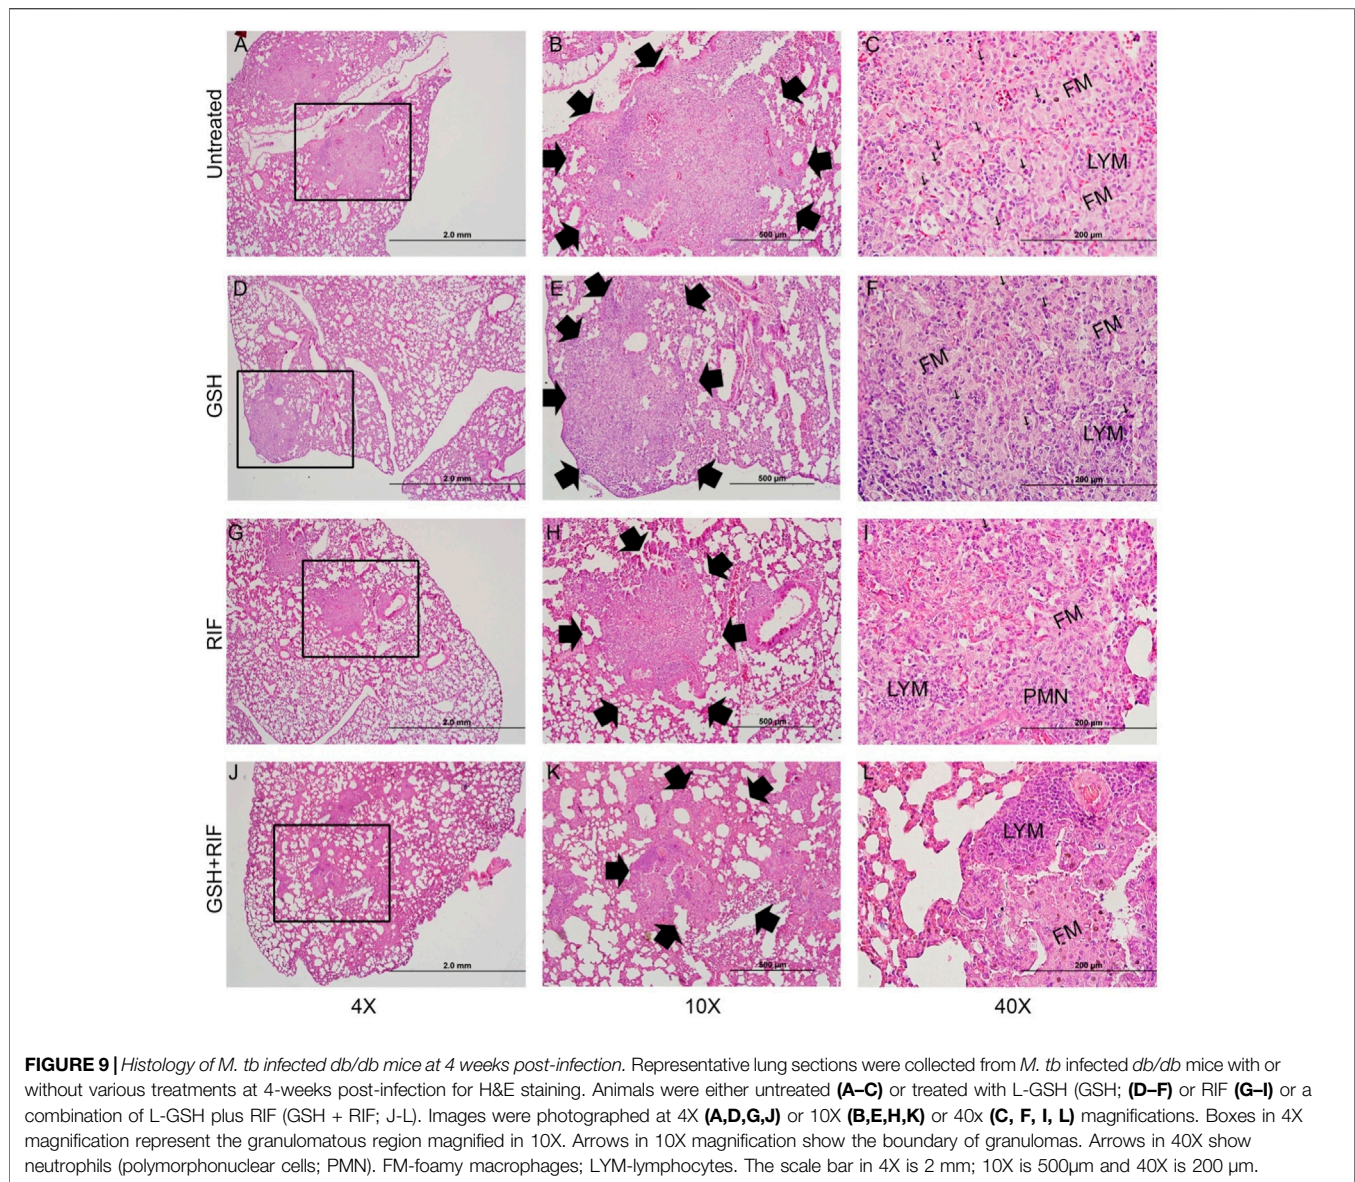 A
B
C
Untreated
FM
LYM
FM
2.0 mm
500 µm
200 µm
D
E
F
GSH
FM
FM
LYM
2.0 mm
500 µm
200 µm
G
H
I
RIF
FM
LYM
PMN
2.0 mm
500 µm
200 µm
J
K
L
GSH+RIF
LYM
FM
2.0 mm
500 µm
200 µm
4X
10X
40X
FIGURE 9 | Histology of M. tb infected db/db mice at 4 weeks post-infection. Representative lung sections were collected from M. tb infected db/db mice with or
without various treatments at 4-weeks post-infection for H&E staining. Animals were either untreated (A–C) or treated with L-GSH (GSH; (D–F) or RIF (G–I) or a
combination of L-GSH plus RIF (GSH + RIF; J-L). Images were photographed at 4X (A,D,G,J) or 10X (B,E,H,K) or 40x (C, F, I, L) magnifications. Boxes in 4X
magnification represent the granulomatous region magnified in 10X. Arrows in 10X magnification show the boundary of granulomas. Arrows in 40X show
neutrophils (polymorphonuclear cells; PMN). FM-foamy macrophages; LYM-lymphocytes. The scale bar in 4X is 2 mm; 10X is 500µm and 40X is 200 µm.